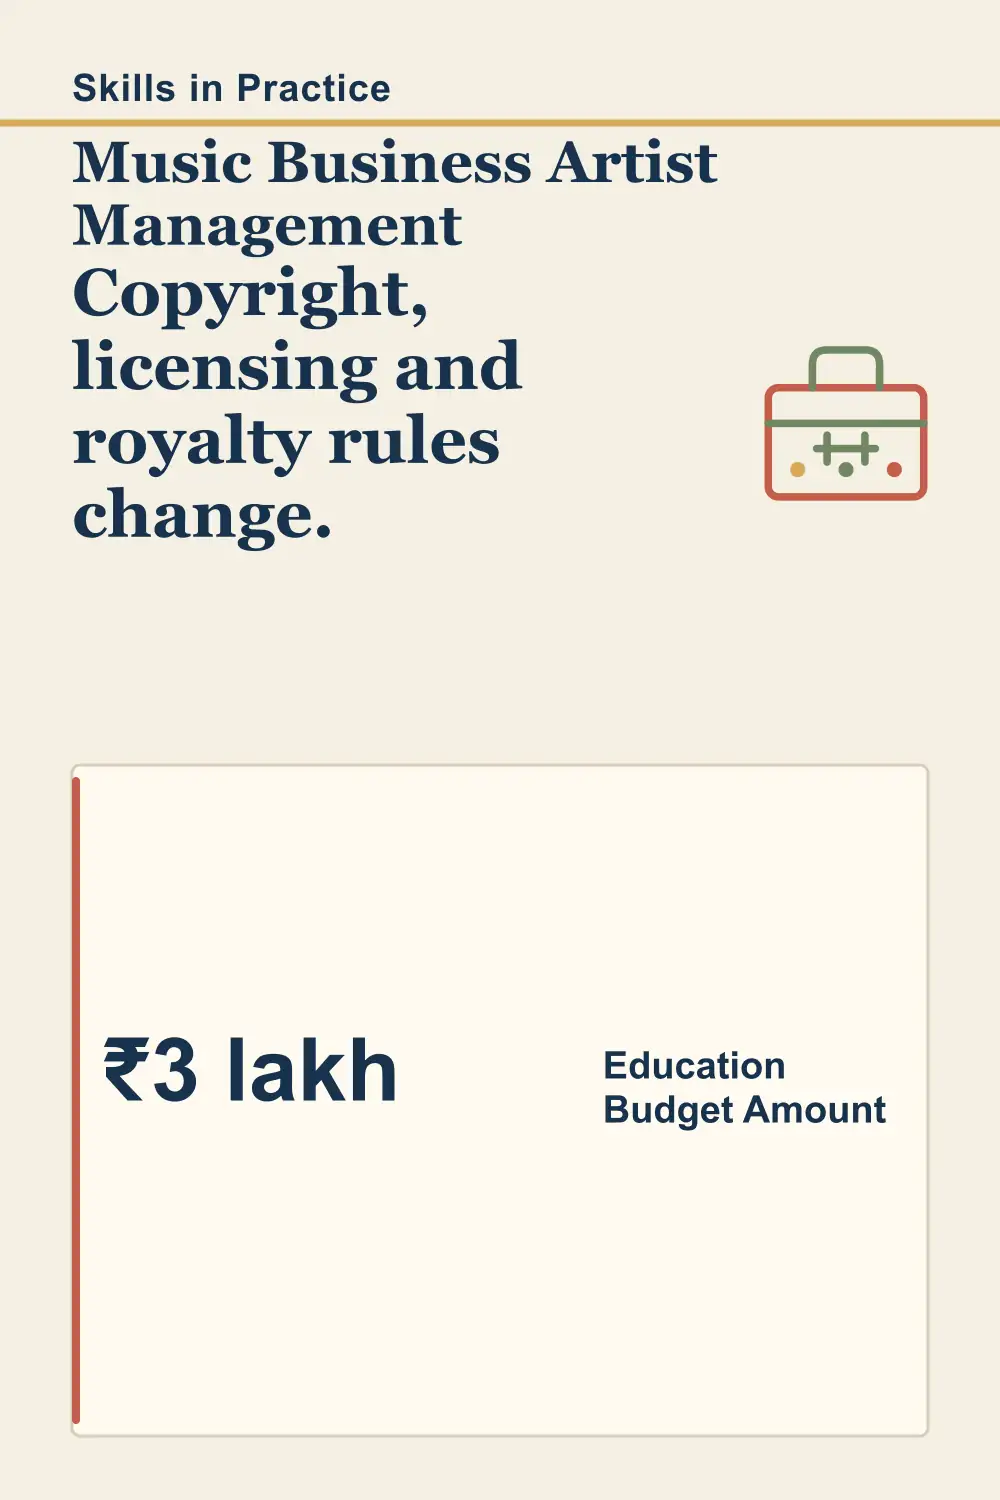 Skills in Practice
Music Business Artist
Management
Copyright,
licensing and
royalty rules
change.
₹3 lakh
Education
Budget Amount